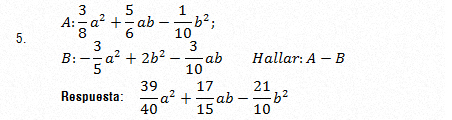 A: 3/8 a² + 5/6 ab − 1/10 b²;
5.
B: − 3/5 a² + 2b² − 3/10 ab Hallar: A − B
Respuesta: 39/40 a² + 17/15 ab − 21/10 b²